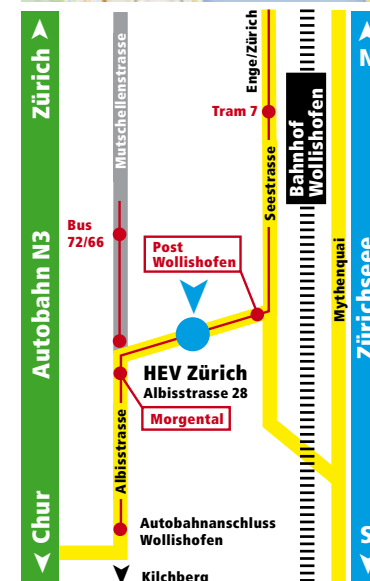 Zürich
Autobahn N3
Chur
Mutschellenstrasse
Enge/Zürich
Tram 7
Seestrasse
Bahnhof
Wollishofen
N
Mythenquai
Zürichseee
S
Bus
72/66
Post
Wollishofen
HEV Zürich
Albisstrasse 28
Morgental
Albisstrasse
Autobahnanschluss
Wollishofen
Kilchberg